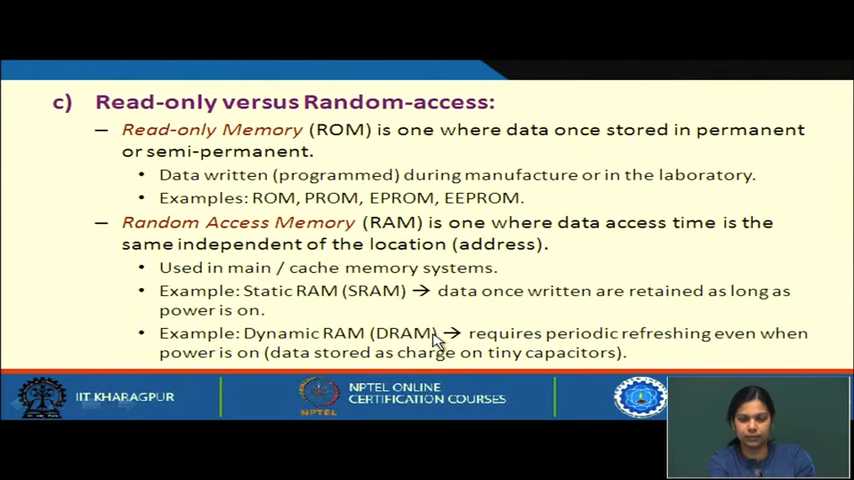 c) Read-only versus Random-access:
– Read-only Memory (ROM) is one where data once stored in permanent
or semi-permanent.
• Data written (programmed) during manufacture or in the laboratory.
• Examples: ROM, PROM, EPROM, EEPROM.
– Random Access Memory (RAM) is one where data access time is the
same independent of the location (address).
• Used in main / cache memory systems.
• Example: Static RAM (SRAM) → data once written are retained as long as
power is on.
• Example: Dynamic RAM (DRAM) → requires periodic refreshing even when
power is on (data stored as charge on tiny capacitors).
IIT KHARAGPUR
NPTEL
NPTEL ONLINE
CERTIFICATION COURSES